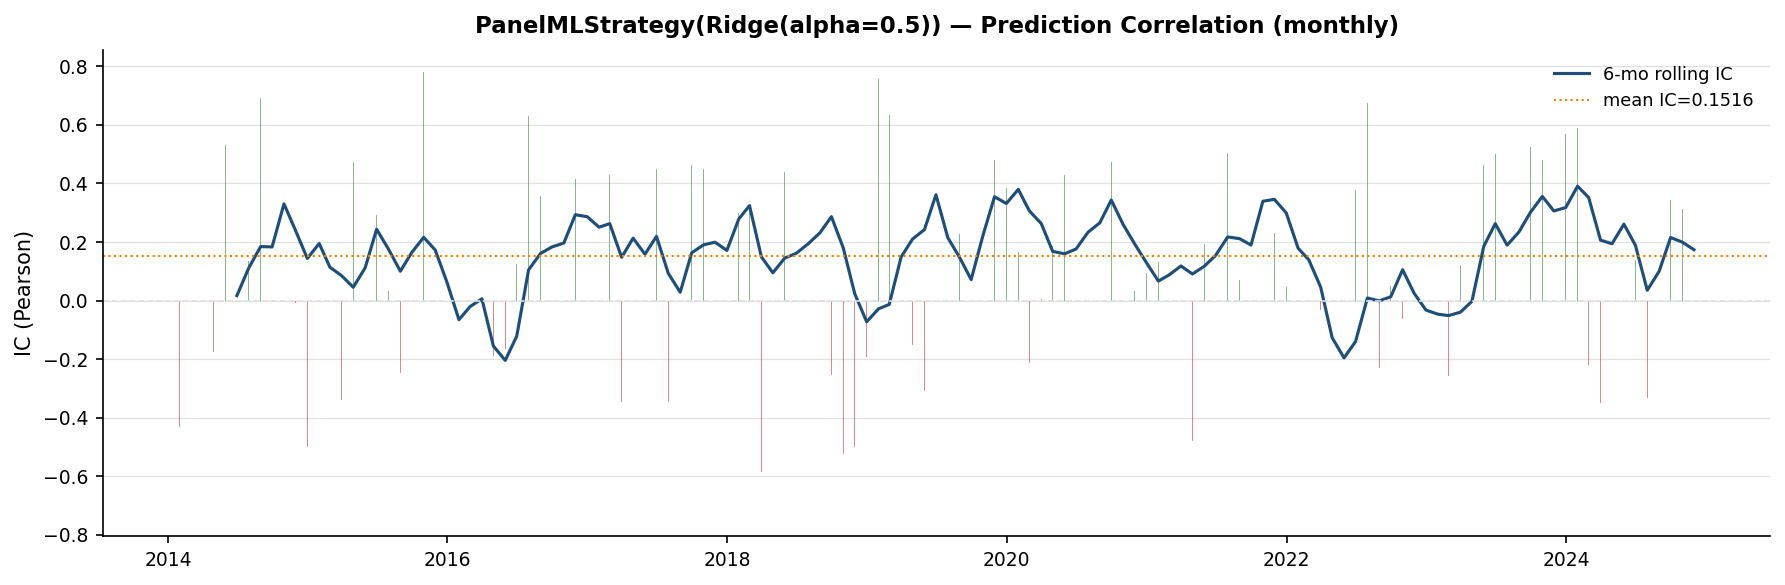 PanelMLStrategy(Ridge(alpha=0.5)) — Prediction Correlation (monthly)
6-mo rolling IC
mean IC=0.1516
IC (Pearson)
0.8
0.6
0.4
0.2
0.0
−0.2
−0.4
−0.6
−0.8
2014 2016 2018 2020 2022 2024